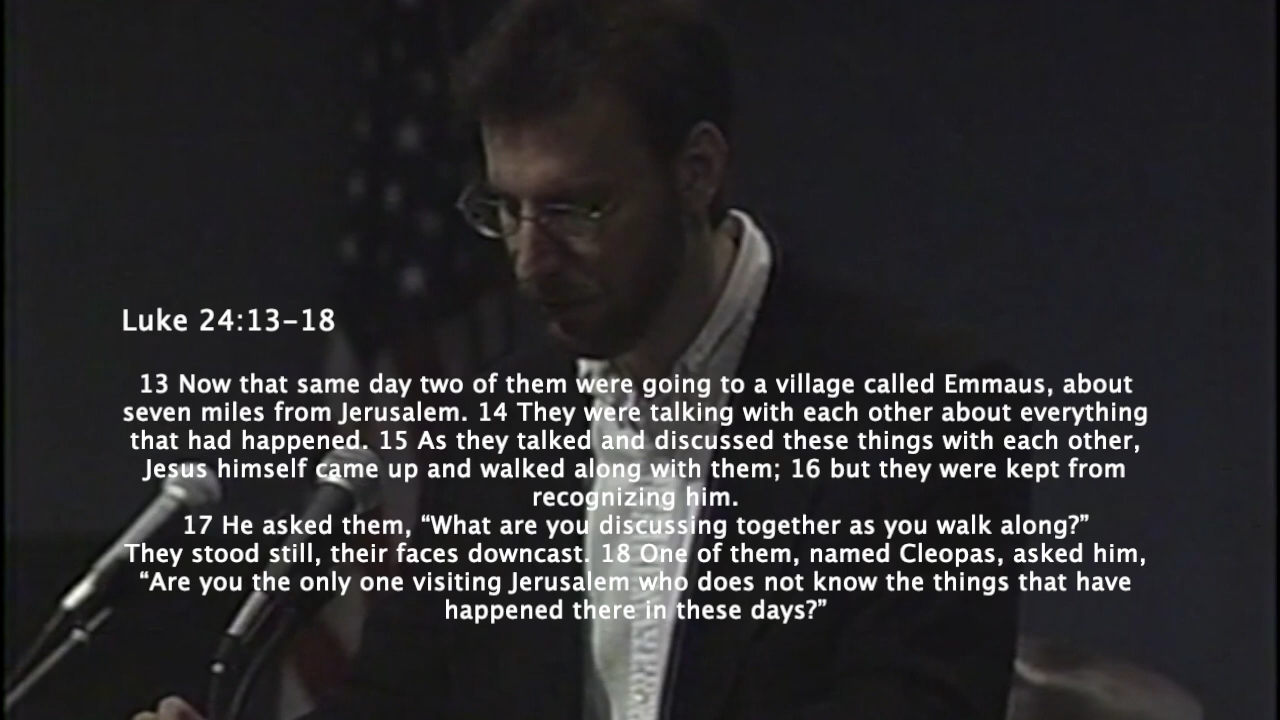 Luke 24:13-18
13 Now that same day two of them were going to a village called Emmaus, about
seven miles from Jerusalem. 14 They were talking with each other about everything
that had happened. 15 As they talked and discussed these things with each other,
Jesus himself came up and walked along with them; 16 but they were kept from
recognizing him.
17 He asked them, “What are you discussing together as you walk along?”
They stood still, their faces downcast. 18 One of them, named Cleopas, asked him,
“Are you the only one visiting Jerusalem who does not know the things that have
happened there in these days?”